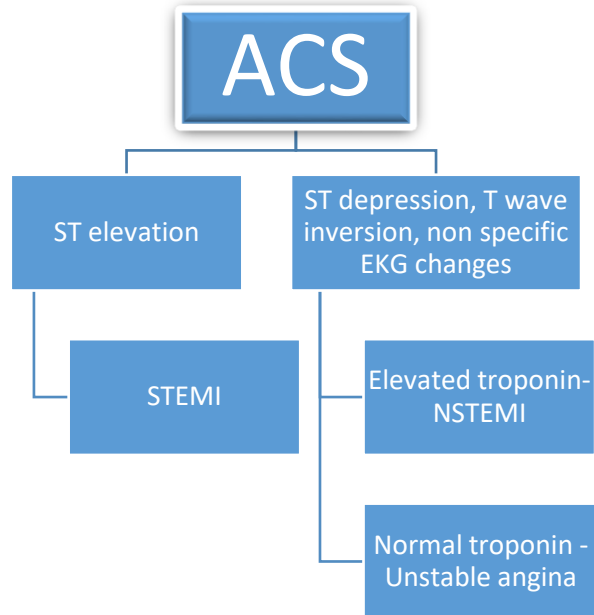 ACS
ST elevation
ST depression, T wave
inversion, non specific
EKG changes
STEMI
Elevated troponin-
NSTEMI
Normal troponin -
Unstable angina